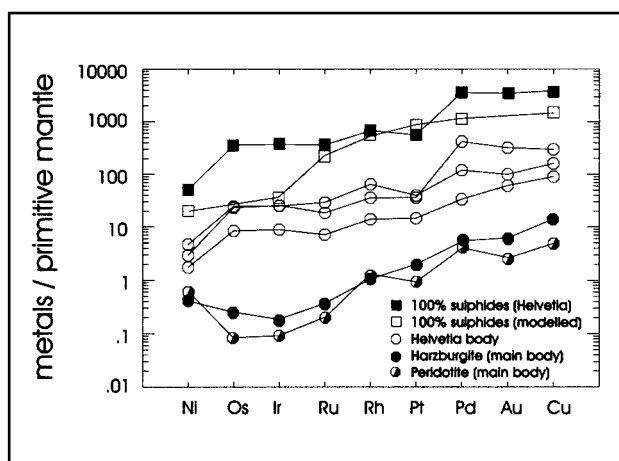 metals / primitive mantle
10000
1000
100
10
1
.1
.01
100% sulphides (Helvetia)
100% sulphides (modelled)
Helvetia body
Harzburgite (main body)
Peridotite (main body)
Ni Os Ir Ru Rh Pt Pd Au Cu